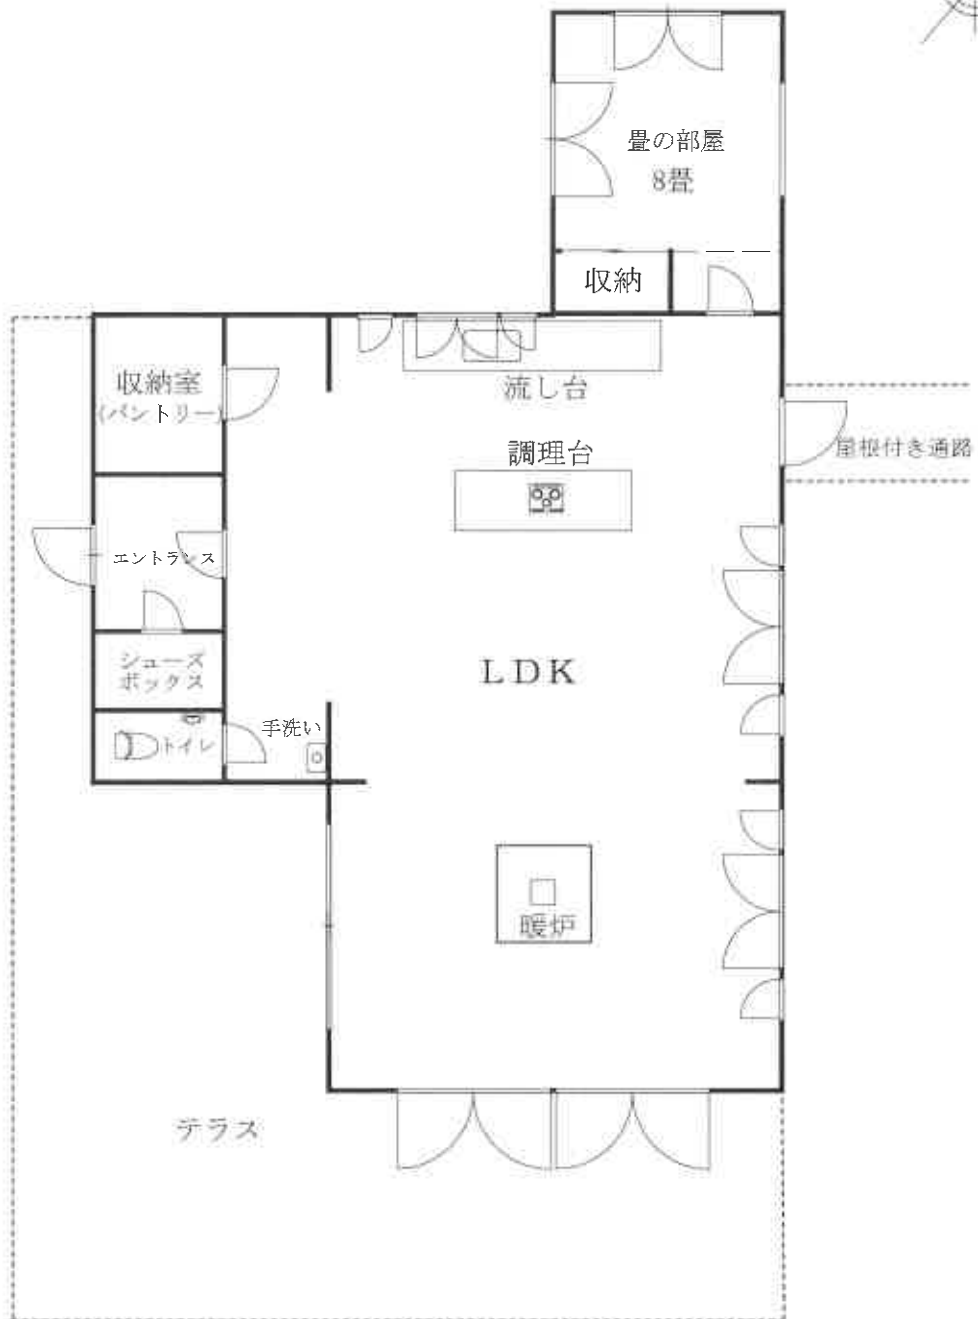 畳の部屋
8畳
収納
収納室
(パントリー)
流し台
調理台
屋根付き通路
エントランス
LDK
シューズ
ボックス
手洗い
トイレ
暖炉
テラス